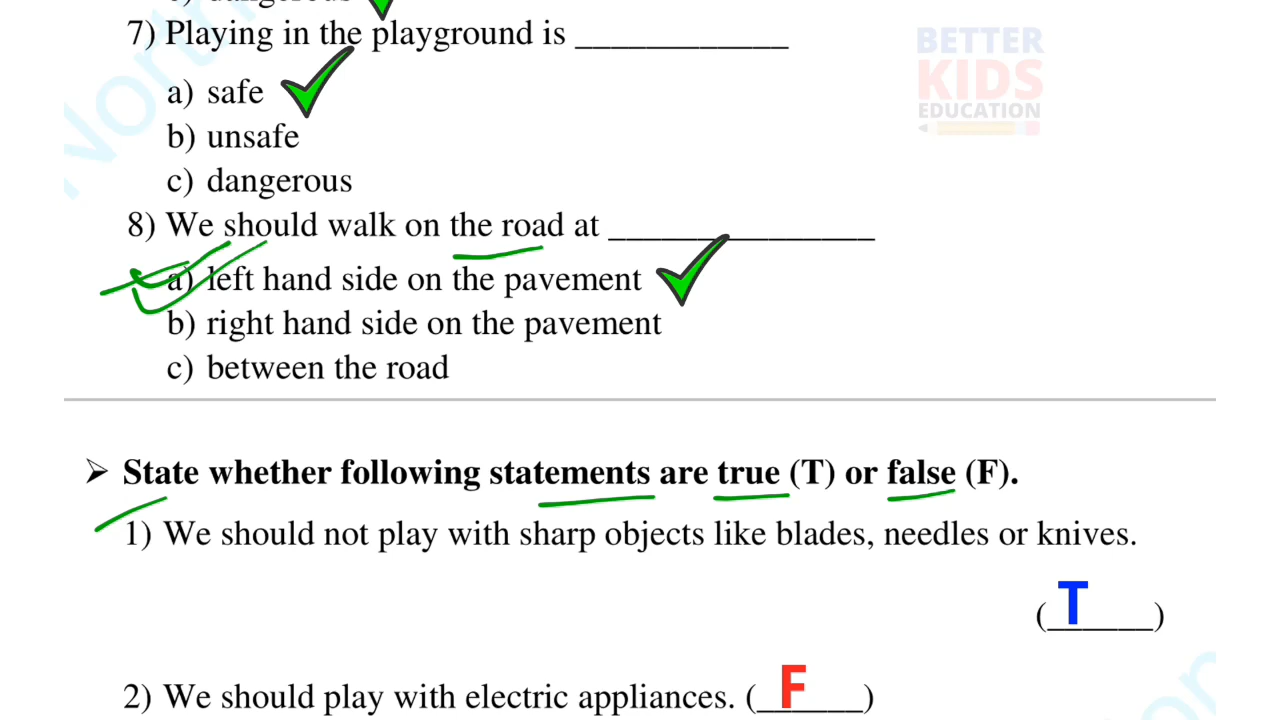 7) Playing in the playground is ____________
BETTER
KIDS
EDUCATION
a) safe
b) unsafe
c) dangerous
8) We should walk on the road at _______________
a) left hand side on the pavement
b) right hand side on the pavement
c) between the road
➢ State whether following statements are true (T) or false (F).
1) We should not play with sharp objects like blades, needles or knives.
(__T____)
2) We should play with electric appliances. (__F____)